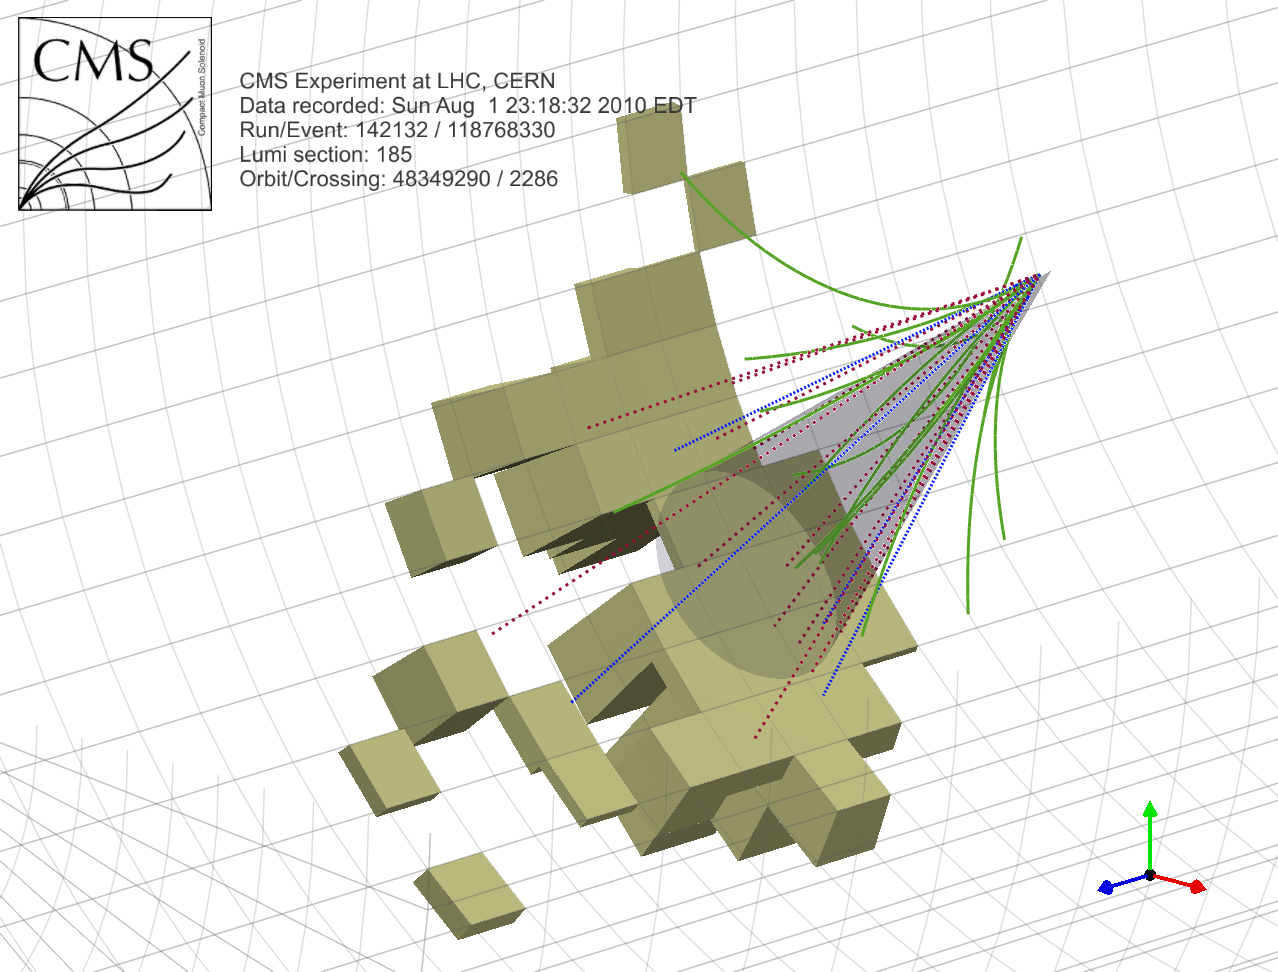 CMS
Compact Muon Solenoid
CMS Experiment at LHC, CERN
Data recorded: Sun Aug  1 23:18:32 2010 EDT
Run/Event: 142132 / 118768330
Lumi section: 185
Orbit/Crossing: 48349290 / 2286